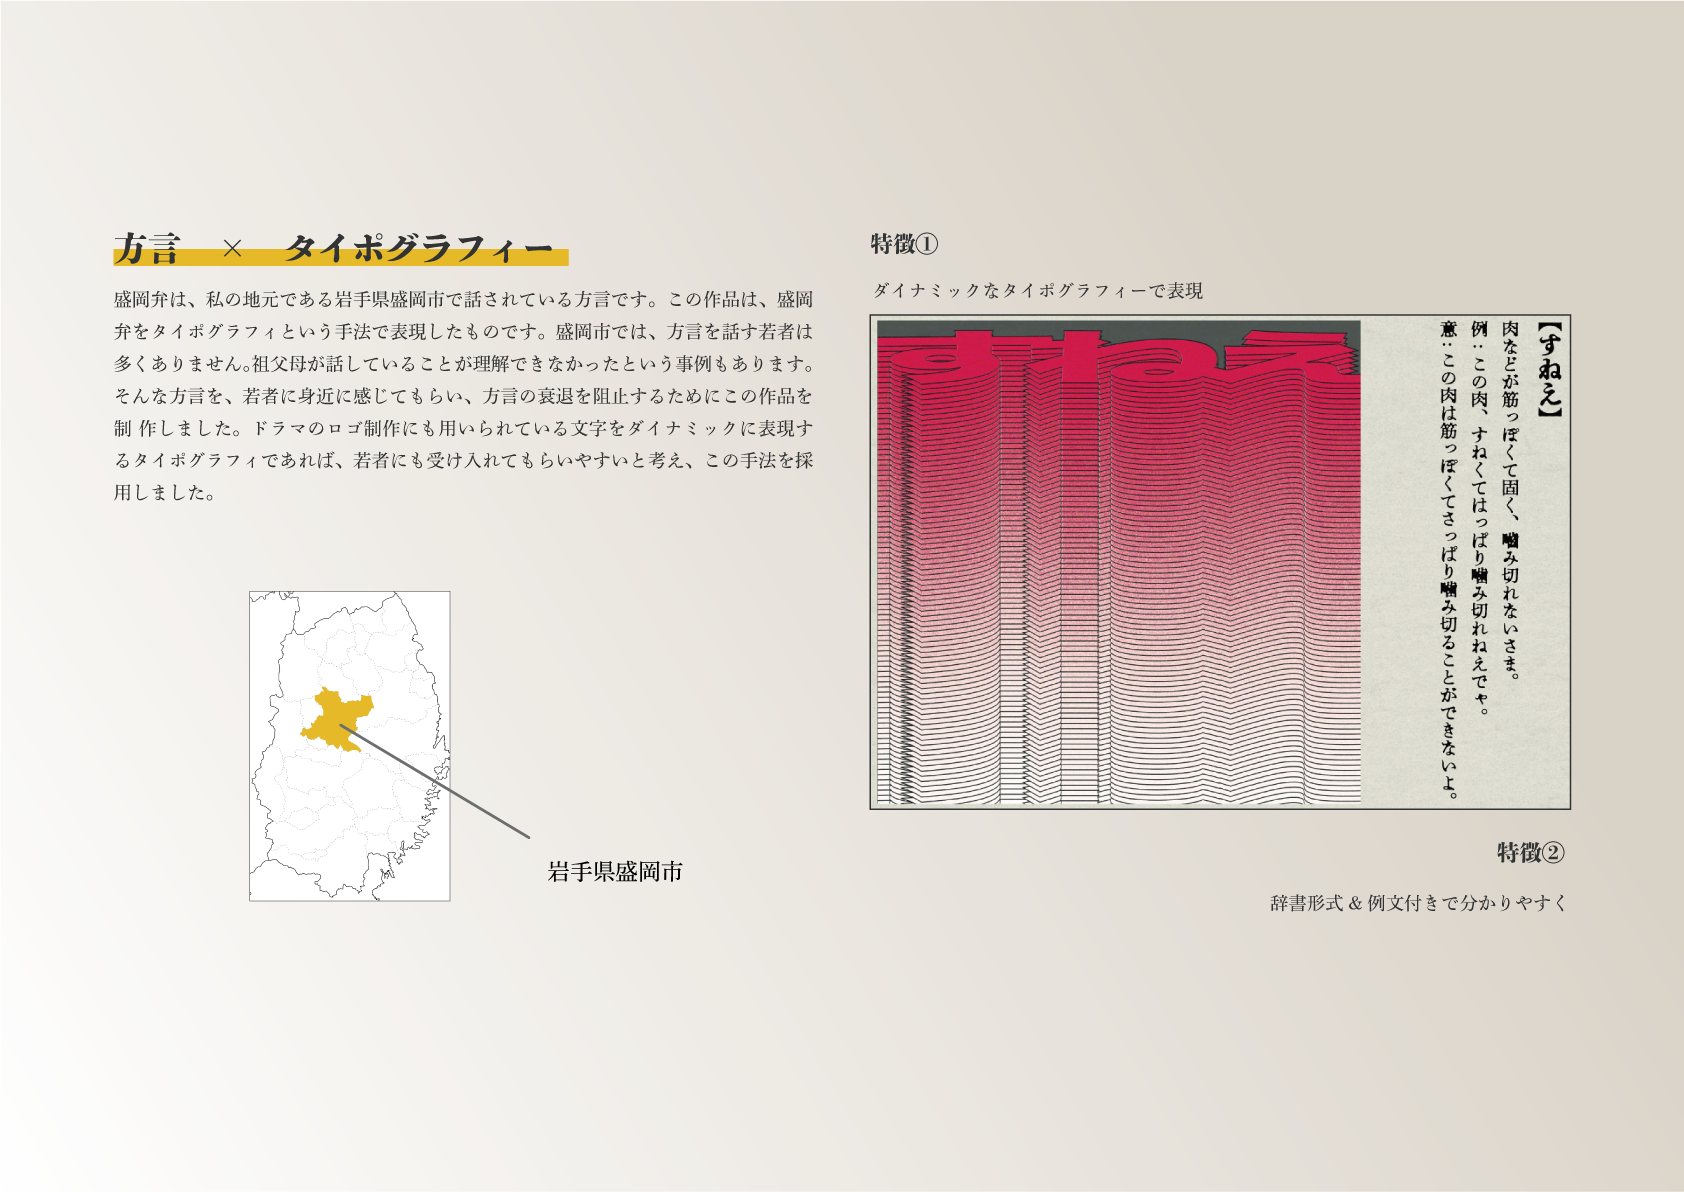 方言 × タイポグラフィー
盛岡弁は、私の地元である岩手県盛岡市で話されている方言です。この作品は、盛岡
弁をタイポグラフィという手法で表現したものです。盛岡市では、方言を話す若者は
多くありません。祖父母が話していることが理解できなかったという事例もあります。
そんな方言を、若者に身近に感じてもらい、方言の衰退を阻止するためにこの作品を
制 作しました。ドラマのロゴ制作にも用いられている文字をダイナミックに表現す
るタイポグラフィであれば、若者にも受け入れてもらいやすいと考え、この手法を採
用しました。
岩手県盛岡市
特徴①
ダイナミックなタイポグラフィーで表現
すねえ
【すねえ】
肉などが筋っぽくて固く、噛み切れないさま。
例：この肉、すねくてはっぱり噛み切れねえでゃ。
意：この肉は筋っぽくてさっぱり噛み切ることができないよ。
特徴②
辞書形式 & 例文付きで分かりやすく